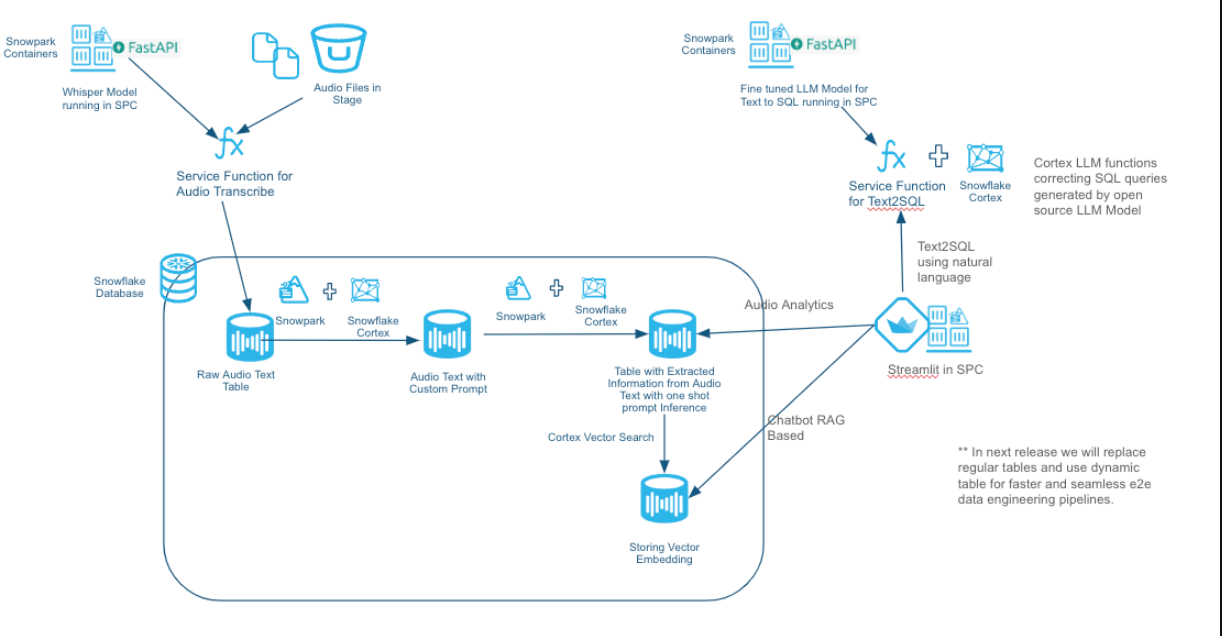 Snowpark
Containers
FastAPI
Whisper Model
running in SPC
Audio Files in
Stage
Service Function for
Audio Transcribe
Snowpark
Containers
FastAPI
Fine tuned LLM Model for
Text to SQL running in SPC
Service Function
for Text2SQL
Snowflake
Cortex
Cortex LLM functions
correcting SQL queries
generated by open
source LLM Model
Text2SQL
using natural
language
Snowflake
Database
Snowpark
Snowflake
Cortex
Snowpark
Snowflake
Cortex
Audio Analytics
Raw Audio Text
Table
Audio Text with
Custom Prompt
Table with Extracted
Information from Audio
Text with one shot
prompt Inference
Streamlit in SPC
Chatbot RAG
Based
Cortex Vector Search
** In next release we will replace
regular tables and use dynamic
table for faster and seamless e2e
data engineering pipelines.
Storing Vector
Embedding